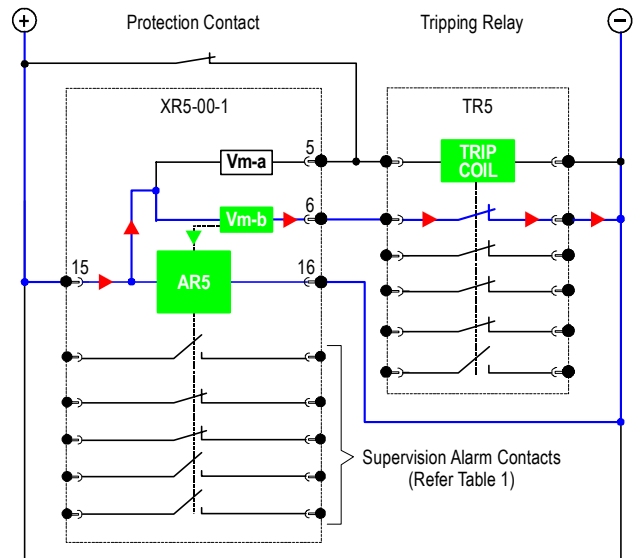 +
Protection Contact
Tripping Relay
−
XR5-00-1
TR5
Vm-a
5
TRIP
COIL
Vm-b
6
15
AR5
16
Supervision Alarm Contacts
(Refer Table 1)